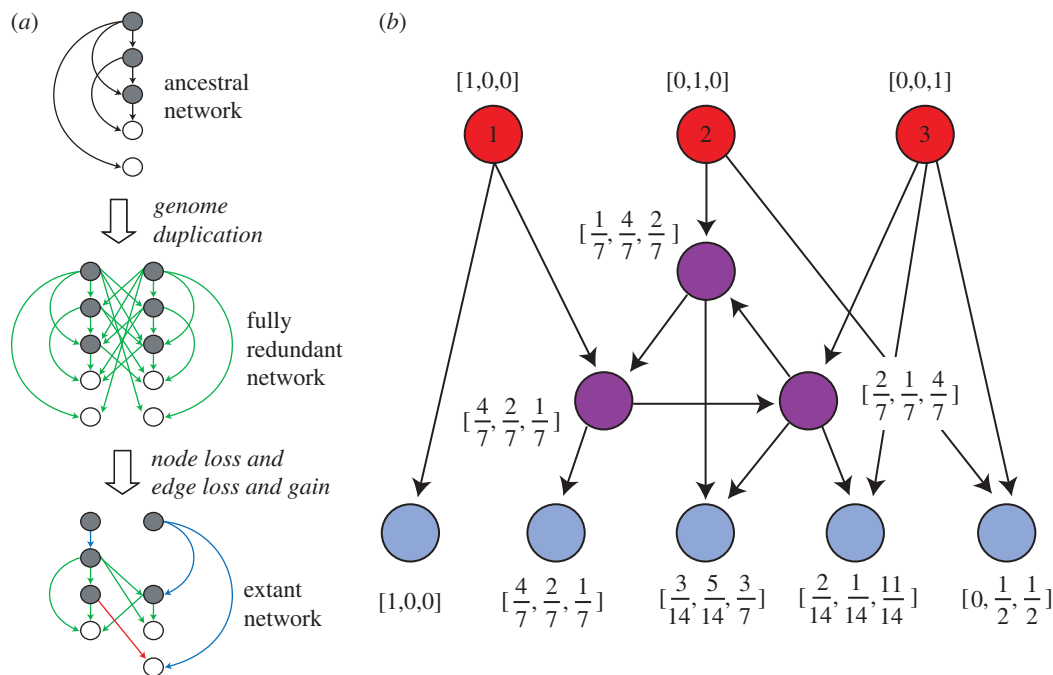 (a)
ancestral
network
genome
duplication
fully
redundant
network
node loss and
edge loss and gain
extant
network
(b)
[1,0,0] [0,1,0] [0,0,1]
1 2 3
[1/7, 4/7, 2/7]
[4/7, 2/7, 1/7] [2/7, 1/7, 4/7]
[1,0,0] [4/7, 2/7, 1/7] [3/14, 5/14, 3/7] [2/14, 1/14, 11/14] [0, 1/2, 1/2]